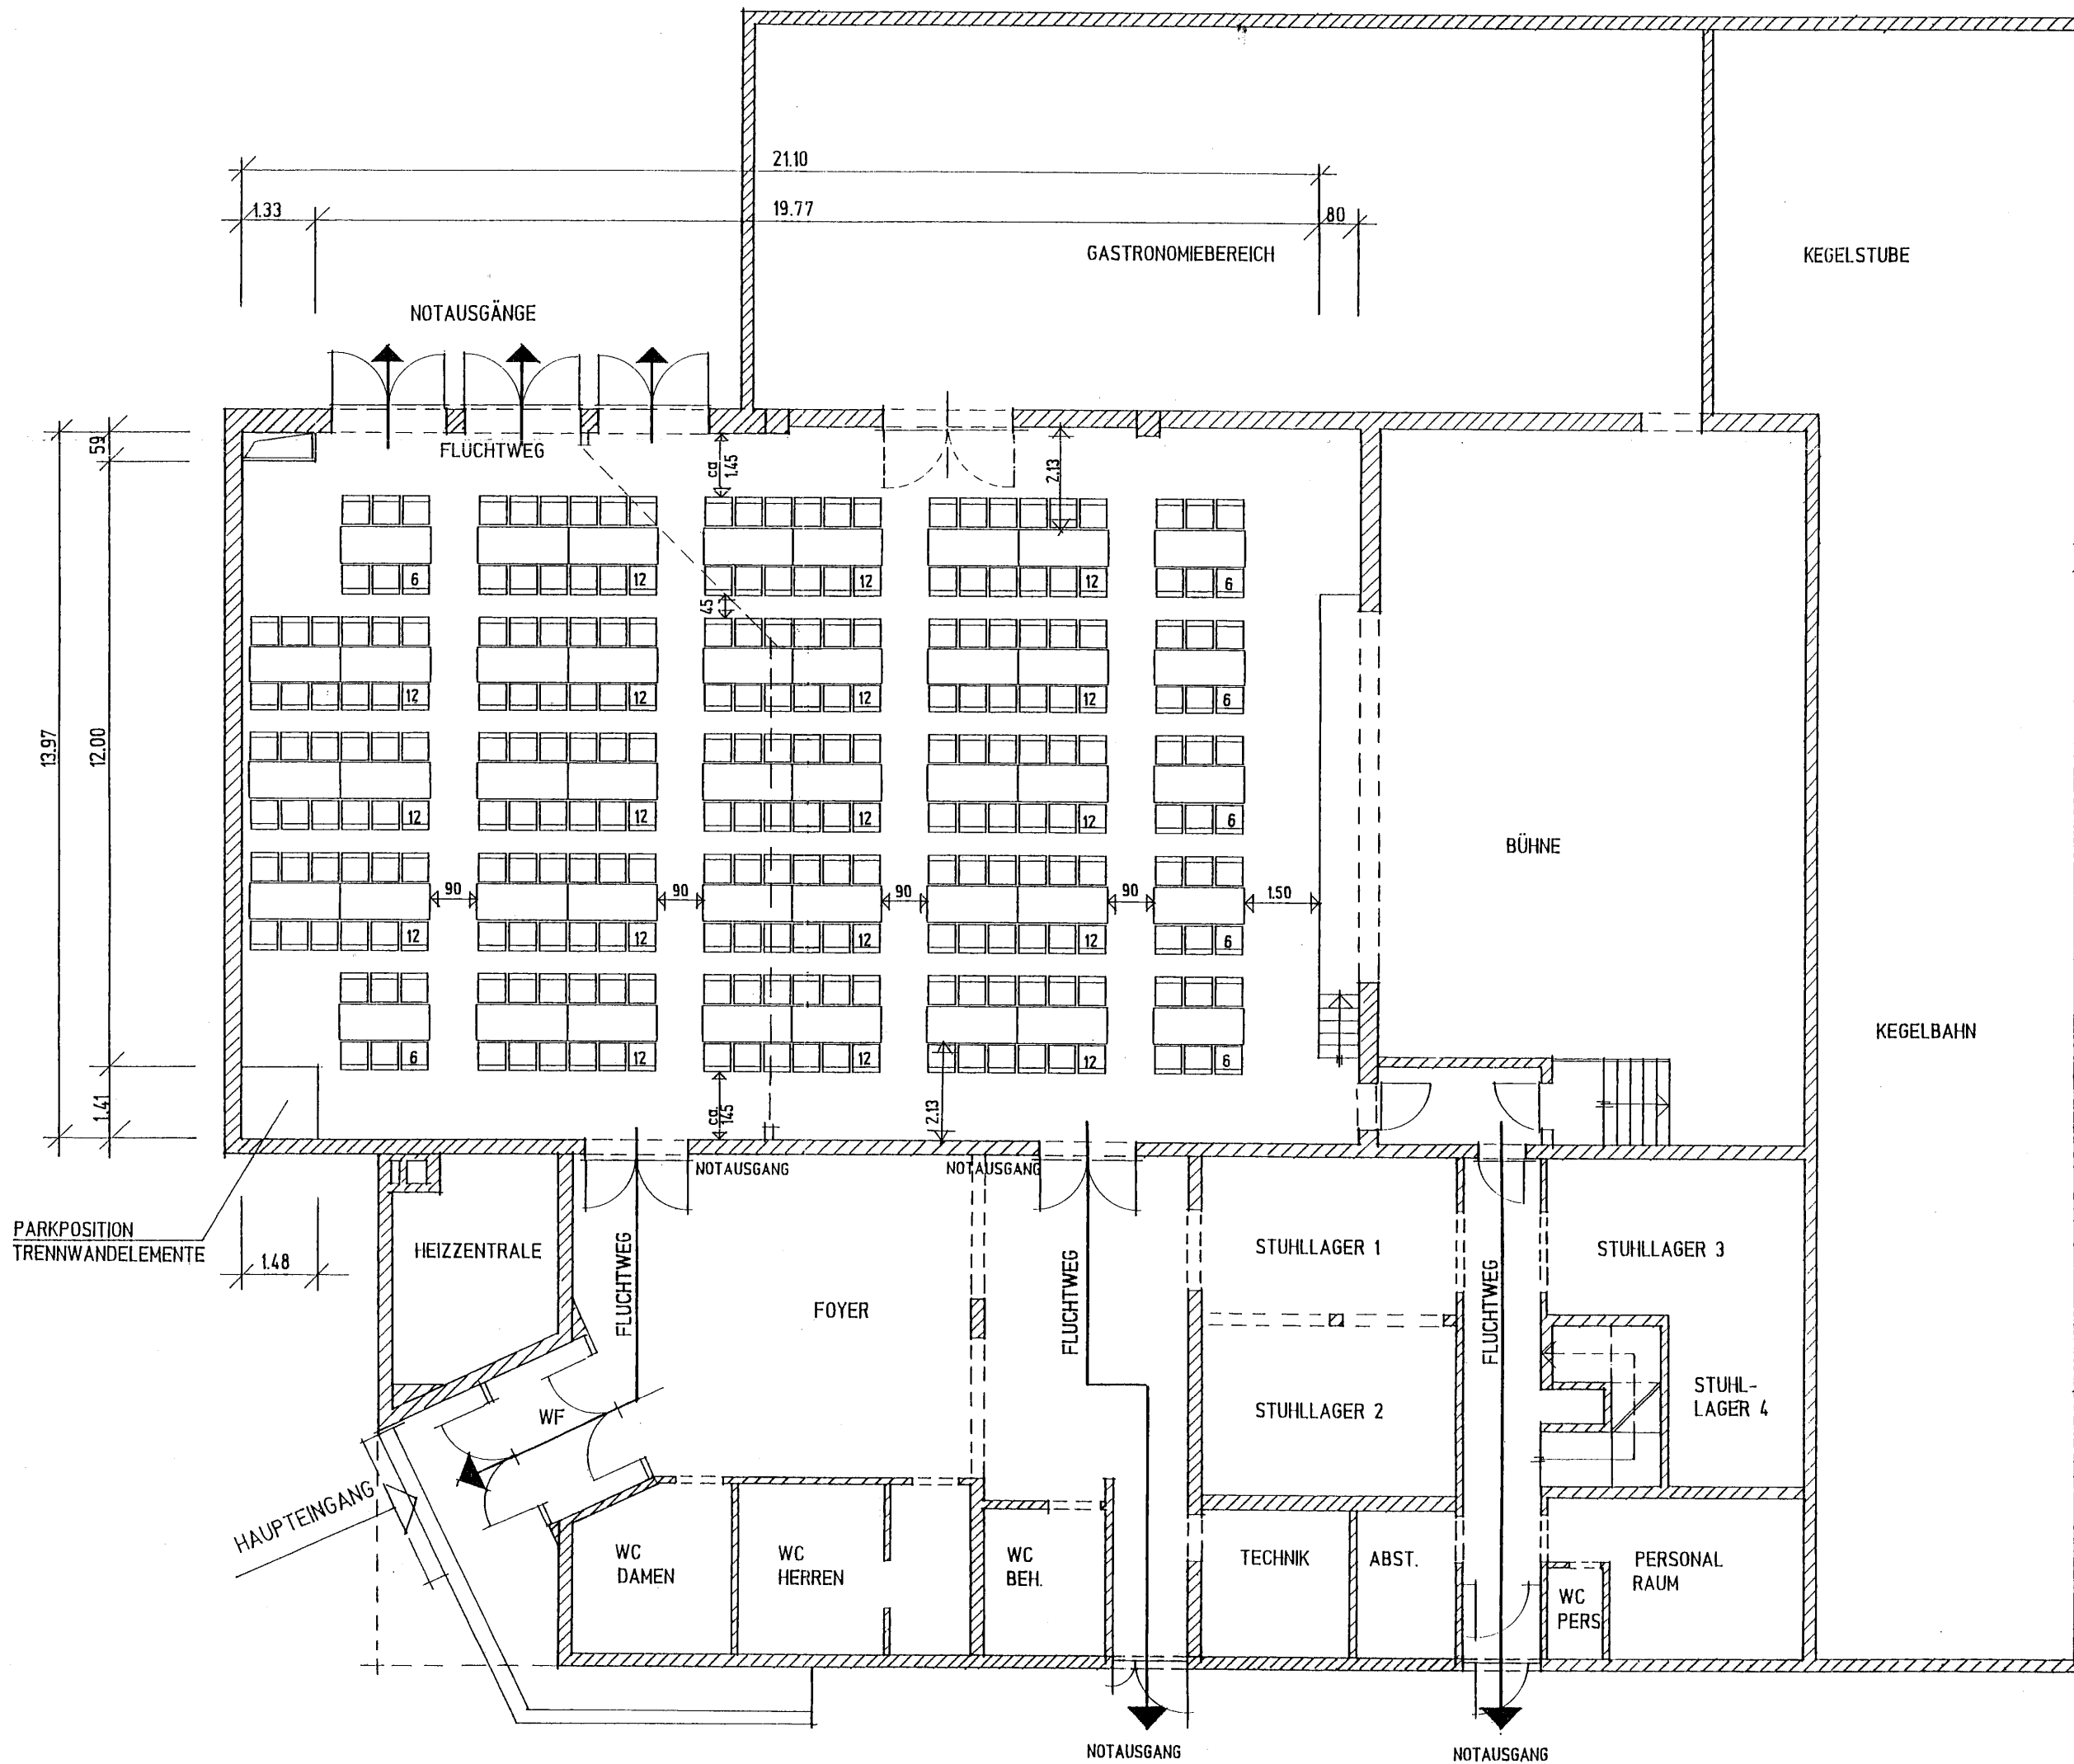 21.10
1.33
19.77
80
GASTRONOMIEBEREICH
KEGELSTUBE
NOTAUSGÄNGE
FLUCHTWEG
59
13.97
12.00
1.41
ca
1.45
2.13
6
12
12
12
6
45
12
12
12
12
6
12
12
12
12
6
BÜHNE
90
90
90
90
1.50
12
12
12
12
6
6
12
12
12
6
KEGELBAHN
ca.
145
2.13
NOTAUSGANG
NOTAUSGANG
PARKPOSITION
TRENNWANDELEMENTE
1.48
HEIZZENTRALE
FLUCHTWEG
FOYER
FLUCHTWEG
STUHLLAGER 1
FLUCHTWEG
STUHLLAGER 3
WF
STUHLLAGER 2
STUHL-
LAGER 4
HAUPTEINGANG
WC
DAMEN
WC
HERREN
WC
BEH.
TECHNIK
ABST.
WC
PERS
PERSONAL
RAUM
NOTAUSGANG
NOTAUSGANG